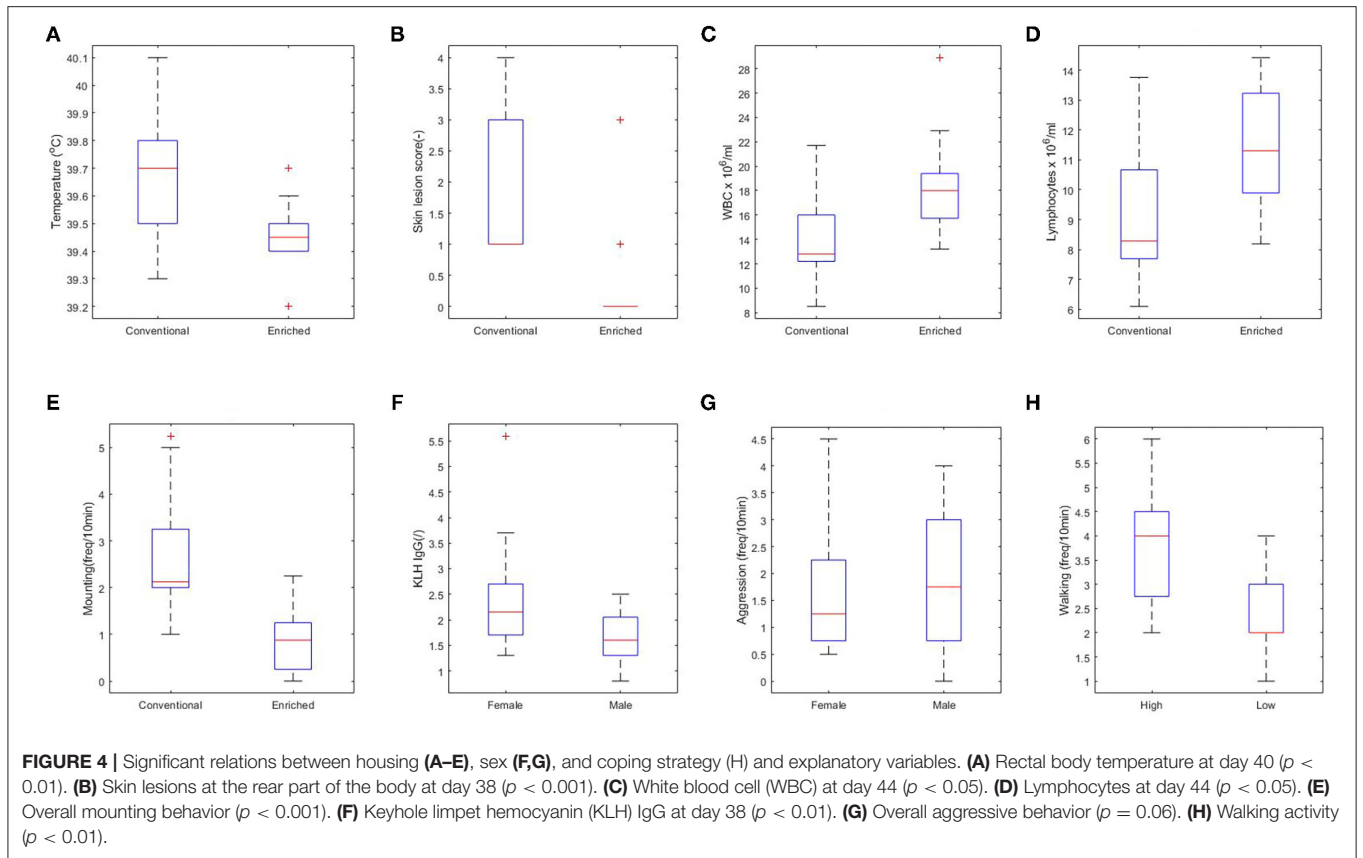 A
Temperature (°C)
40.1
40
39.9
39.8
39.7
39.6
39.5
39.4
39.3
39.2
Conventional Enriched
B
Skin lesion score(-)
4
3.5
3
2.5
2
1.5
1
0.5
0
Conventional Enriched
C
WBC x 10⁶/ml
28
26
24
22
20
18
16
14
12
10
8
Conventional Enriched
D
Lymphocytes x 10⁶/ml
14
13
12
11
10
9
8
7
6
Conventional Enriched
E
Mounting(freq/10min)
5
4
3
2
1
0
Conventional Enriched
F
KLH IgG(/)
5.5
5
4.5
4
3.5
3
2.5
2
1.5
1
Female Male
G
Aggression (freq/10min)
4.5
4
3.5
3
2.5
2
1.5
1
0.5
0
Female Male
H
Walking (freq/10min)
6
5.5
5
4.5
4
3.5
3
2.5
2
1.5
1
High Low
FIGURE 4 | Significant relations between housing (A–E), sex (F,G), and coping strategy (H) and explanatory variables. (A) Rectal body temperature at day 40 (p <
0.01). (B) Skin lesions at the rear part of the body at day 38 (p < 0.001). (C) White blood cell (WBC) at day 44 (p < 0.05). (D) Lymphocytes at day 44 (p < 0.05). (E)
Overall mounting behavior (p < 0.001). (F) Keyhole limpet hemocyanin (KLH) IgG at day 38 (p < 0.01). (G) Overall aggressive behavior (p = 0.06). (H) Walking activity
(p < 0.01).